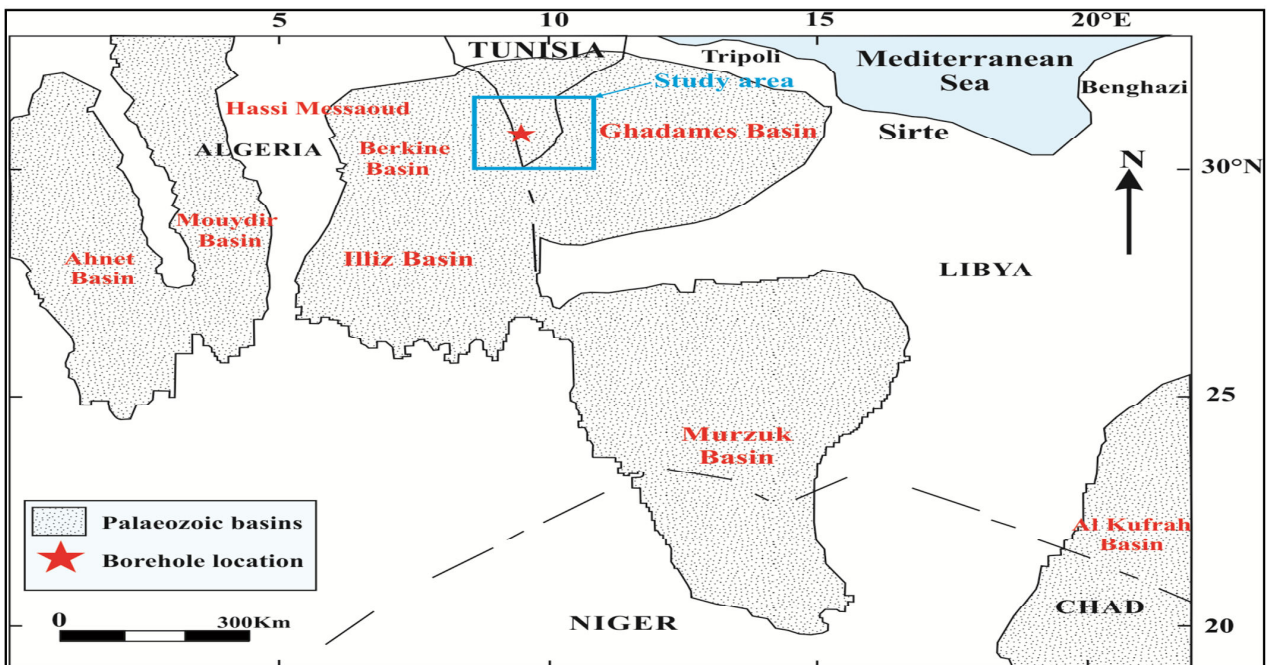 5
10
15
20°E
TUNISIA
Tripoli
Mediterranean
Sea
Benghazi
Study area
Hassi Messaoud
Ghadames Basin
Sirte
ALGERIA
Berkine
Basin
N
30°N
Mouydir
Basin
Ahnet
Basin
Illiz Basin
LIBYA
25
Murzuk
Basin
Palaeozoic basins
Borehole location
Al Kufrah
Basin
CHAD
0
300Km
NIGER
20